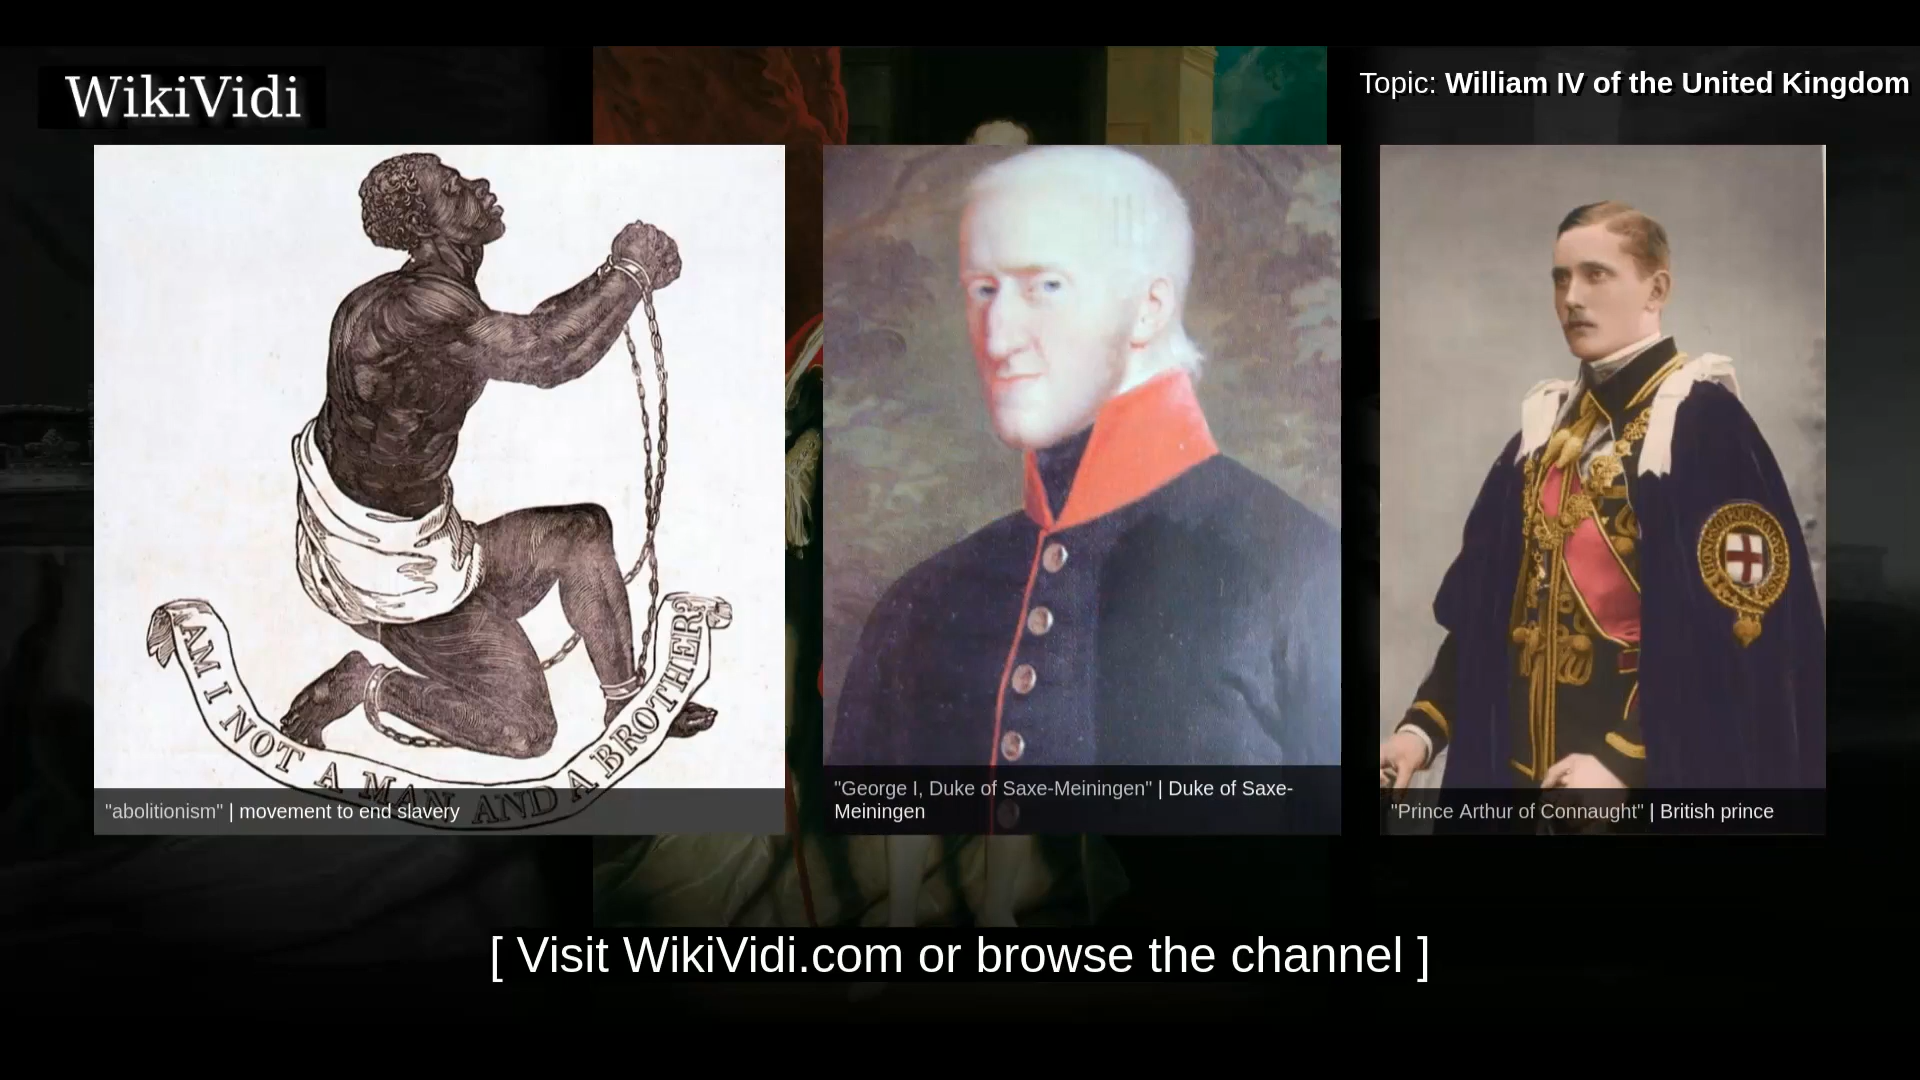 WikiVidi
Topic: William IV of the United Kingdom
AM I NOT A MAN AND A BROTHER?
"abolitionism" | movement to end slavery
"George I, Duke of Saxe-Meiningen" | Duke of Saxe-
Meiningen
"Prince Arthur of Connaught" | British prince
[ Visit WikiVidi.com or browse the channel ]